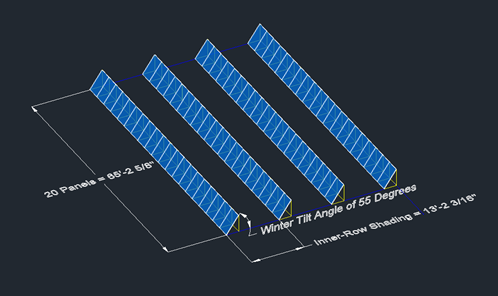 20 Panels = 65'-2 5/8"
Winter Tilt Angle of 55 Degrees
Inner-Row Shading = 13'-2 3/16"